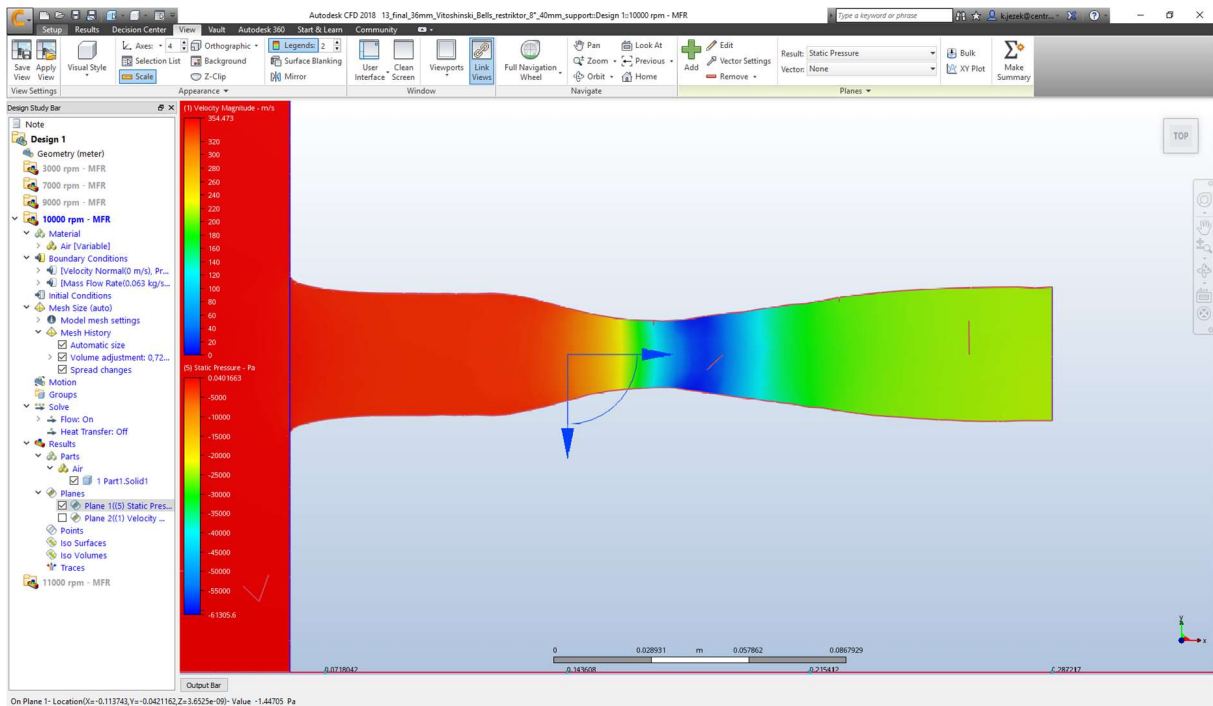 Autodesk CFD 2018 13_final_36mm_Vitoshinski_Bells_restriktor_8°_40mm_support::Design 1::10000 rpm - MFR
Type a keyword or phrase
k.jezek@centr...
Setup Results Decision Center View Vault Autodesk 360 Start & Learn Community
Save View
Apply View
View Settings
Visual Style
Axes: 4
Selection List
Scale
Orthographic
Background
Z-Clip
Legends: 2
Surface Blanking
Mirror
Appearance
User Interface
Clean Screen
Viewports
Link Views
Window
Full Navigation Wheel
Pan
Zoom
Orbit
Look At
Previous
Home
Navigate
Add
Edit
Vector Settings
Remove
Result: Static Pressure
Vector: None
Bulk
XY Plot
Make Summary
Planes
Design Study Bar
Note
Design 1
Geometry (meter)
3000 rpm - MFR
7000 rpm - MFR
9000 rpm - MFR
10000 rpm - MFR
Material
Air [Variable]
Boundary Conditions
[Velocity Normal(0 m/s), Pr...
[Mass Flow Rate(0.063 kg/s...
Initial Conditions
Mesh Size (auto)
Model mesh settings
Mesh History
Automatic size
Volume adjustment: 0,72...
Spread changes
Motion
Groups
Solve
Flow: On
Heat Transfer: Off
Results
Parts
Air
1 Part1.Solid1
Planes
Plane 1((5) Static Pres...
Plane 2((1) Velocity ...
Points
Iso Surfaces
Iso Volumes
Traces
11000 rpm - MFR
(1) Velocity Magnitude - m/s
354.473
320
300
280
260
240
220
200
180
160
140
120
100
80
60
40
20
0
(5) Static Pressure - Pa
0.0401663
-5000
-10000
-15000
-20000
-25000
-30000
-35000
-40000
-45000
-50000
-55000
-61305.6
TOP
0 0.028931 m 0.057862 0.0867929
0.0718042 0.143608 0.215412 0.287217
Y
X
Output Bar
On Plane 1- Location(X=-0.113743,Y=-0.0421162,Z=3.6525e-09)- Value -1.44705 Pa